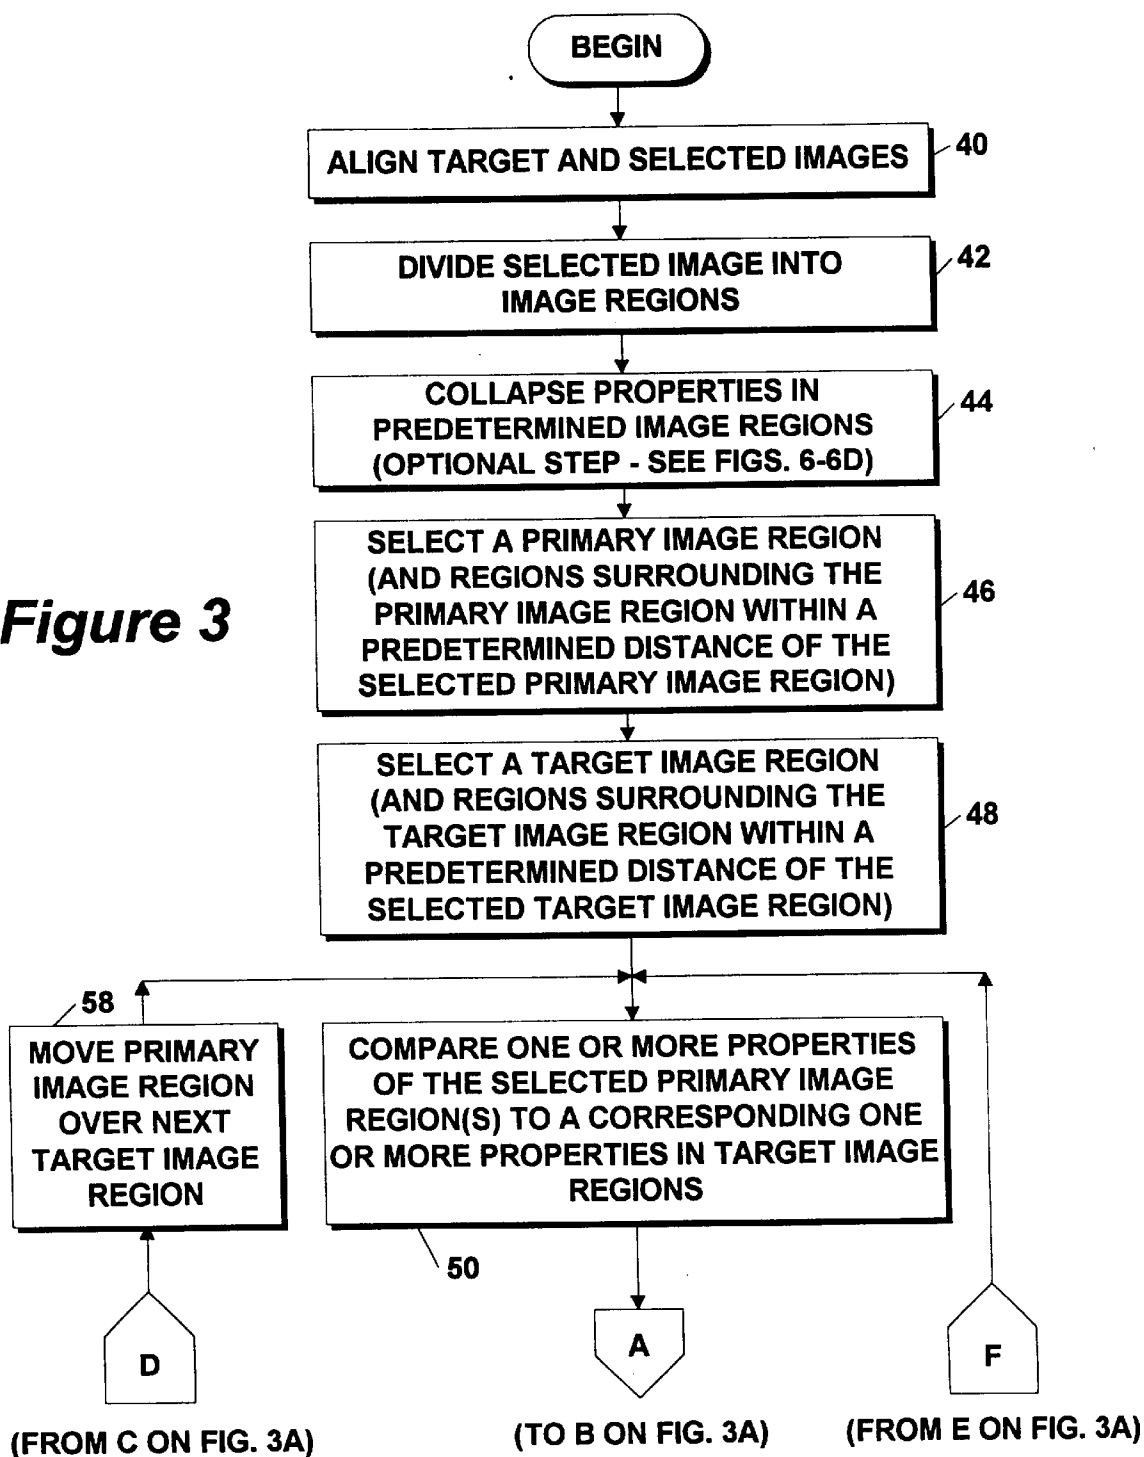 BEGIN
ALIGN TARGET AND SELECTED IMAGES
40
DIVIDE SELECTED IMAGE INTO
IMAGE REGIONS
42
COLLAPSE PROPERTIES IN
PREDETERMINED IMAGE REGIONS
(OPTIONAL STEP - SEE FIGS. 6-6D)
44
SELECT A PRIMARY IMAGE REGION
(AND REGIONS SURROUNDING THE
PRIMARY IMAGE REGION WITHIN A
PREDETERMINED DISTANCE OF THE
SELECTED PRIMARY IMAGE REGION)
46
Figure 3
SELECT A TARGET IMAGE REGION
(AND REGIONS SURROUNDING THE
TARGET IMAGE REGION WITHIN A
PREDETERMINED DISTANCE OF THE
SELECTED TARGET IMAGE REGION)
48
58
MOVE PRIMARY
IMAGE REGION
OVER NEXT
TARGET IMAGE
REGION
COMPARE ONE OR MORE PROPERTIES
OF THE SELECTED PRIMARY IMAGE
REGION(S) TO A CORRESPONDING ONE
OR MORE PROPERTIES IN TARGET IMAGE
REGIONS
50
D
A
F
(FROM C ON FIG. 3A)
(TO B ON FIG. 3A)
(FROM E ON FIG. 3A)